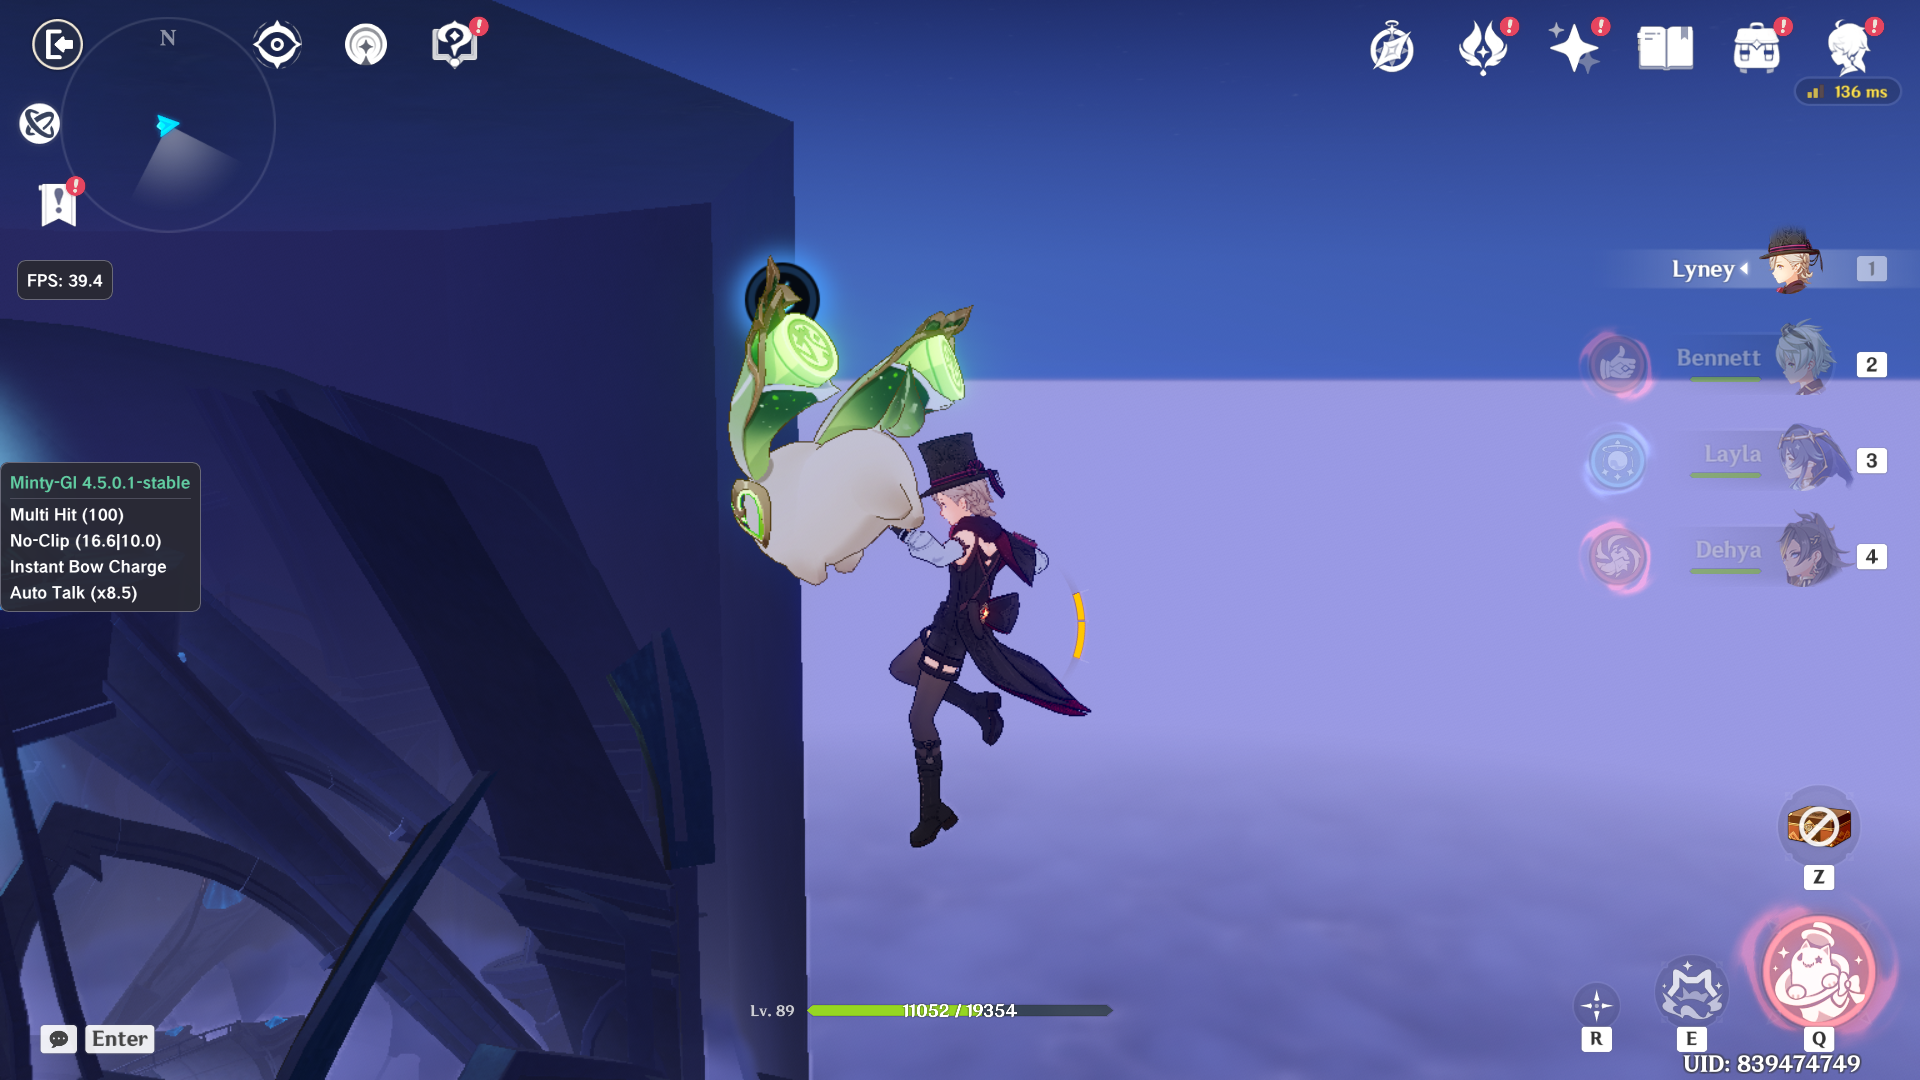 N
136 ms
FPS: 39.4
Lyney
1
Bennett
2
Layla
3
Dehya
4
Minty-GI 4.5.0.1-stable
Multi Hit (100)
No-Clip (16.6|10.0)
Instant Bow Charge
Auto Talk (x8.5)
Z
Lv. 89
11052 / 19354
Enter
R
E
Q
UID: 839474749